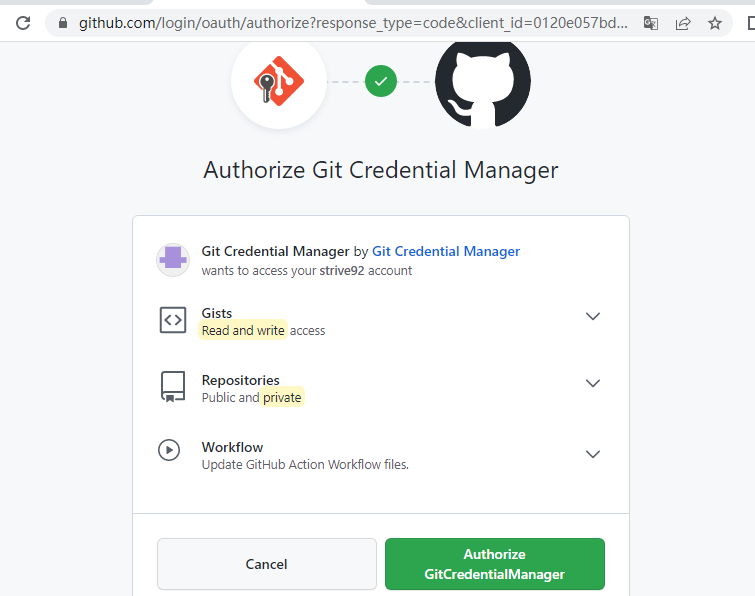 github.com/login/oauth/authorize?response_type=code&client_id=0120e057bd...
Authorize Git Credential Manager
Git Credential Manager by Git Credential Manager
wants to access your strive92 account
Gists
Read and write access
Repositories
Public and private
Workflow
Update GitHub Action Workflow files.
Cancel
Authorize
GitCredentialManager